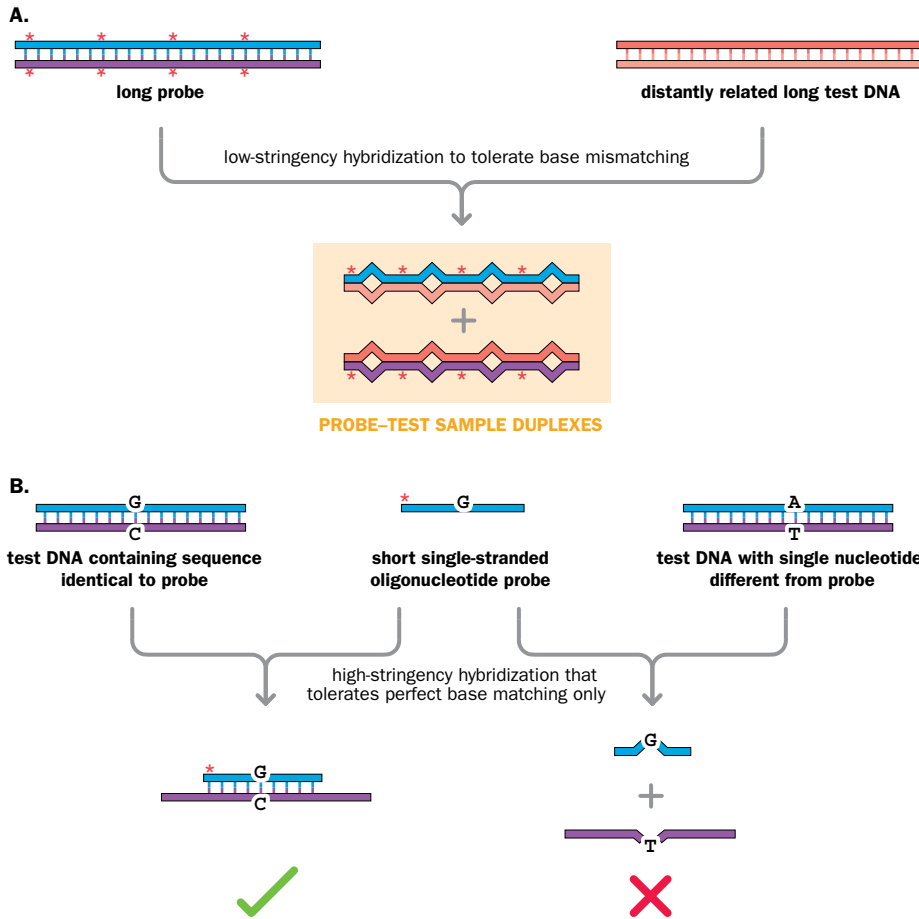 A.
long probe
distantly related long test DNA
low-stringency hybridization to tolerate base mismatching
PROBE–TEST SAMPLE DUPLEXES
B.
G
C
test DNA containing sequence
identical to probe
G
short single-stranded
oligonucleotide probe
A
T
test DNA with single nucleotide
different from probe
high-stringency hybridization that
tolerates perfect base matching only
G
C
G
T